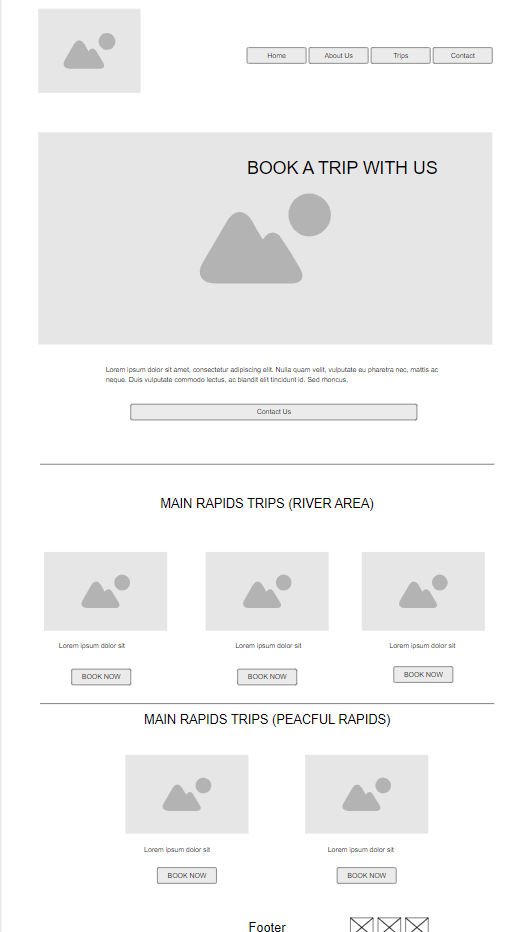 Home About Us Trips Contact
BOOK A TRIP WITH US
Lorem ipsum dolor sit amet, consectetur adipiscing elit. Nulla quam velit, vulputate eu pharetra nec, mattis ac
neque. Duis vulputate commodo lectus, ac blandit elit tincidunt id. Sed rhoncus,
Contact Us
MAIN RAPIDS TRIPS (RIVER AREA)
Lorem ipsum dolor sit Lorem ipsum dolor sit Lorem ipsum dolor sit
BOOK NOW BOOK NOW BOOK NOW
MAIN RAPIDS TRIPS (PEACFUL RAPIDS)
Lorem ipsum dolor sit Lorem ipsum dolor sit
BOOK NOW BOOK NOW
Footer